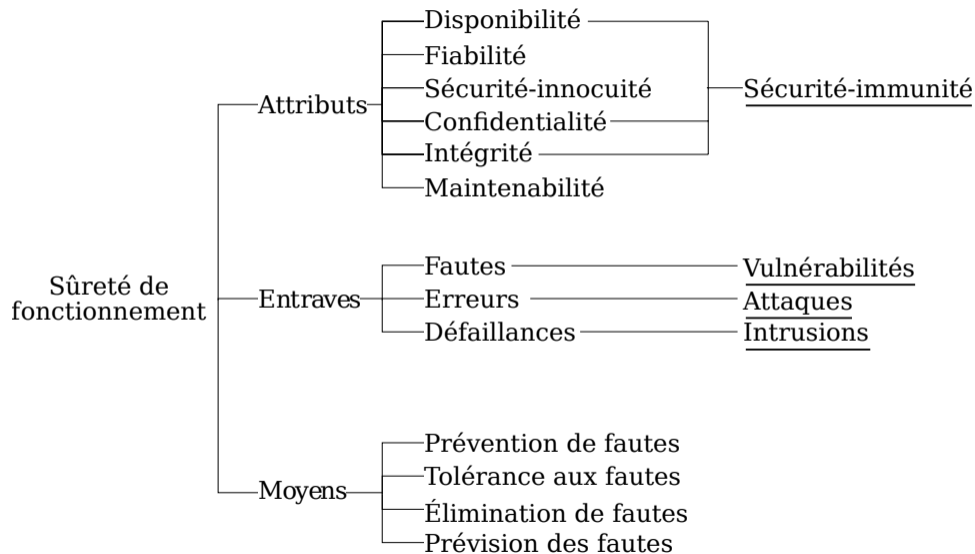 Disponibilité
Fiabilité
Sécurité-innocuité
Sécurité-immunité
Attributs
Confidentialité
Intégrité
Maintenabilité
Sûreté de
fonctionnement
Entraves
Fautes
Vulnérabilités
Erreurs
Attaques
Défaillances
Intrusions
Moyens
Prévention de fautes
Tolérance aux fautes
Élimination de fautes
Prévision des fautes